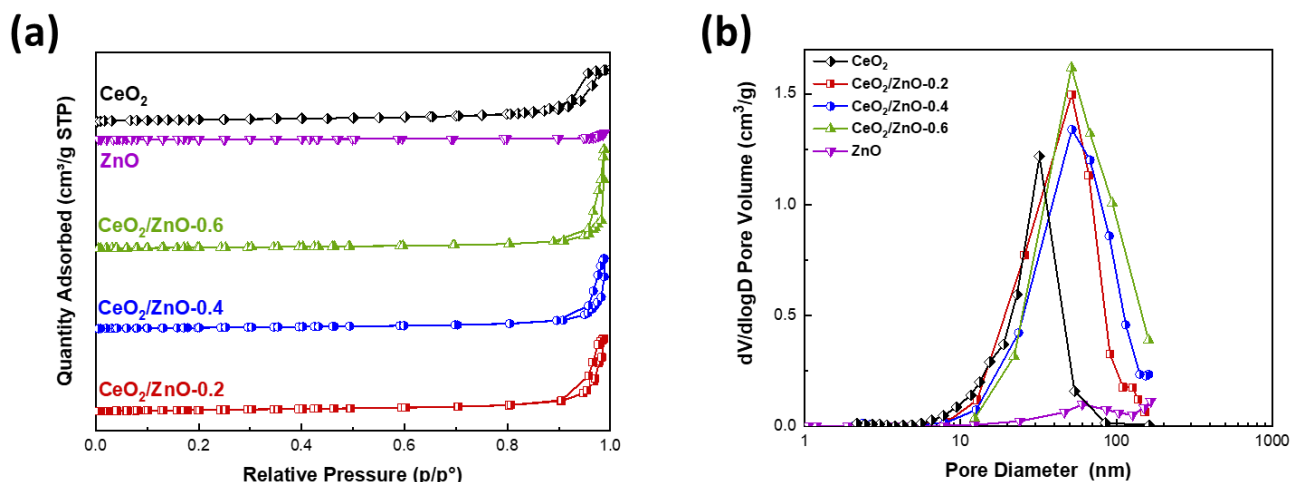 (a)
Quantity Adsorbed (cm³/g STP)
CeO₂
ZnO
CeO₂/ZnO-0.6
CeO₂/ZnO-0.4
CeO₂/ZnO-0.2
0.0 0.2 0.4 0.6 0.8 1.0
Relative Pressure (p/p°)
(b)
dV/dlogD Pore Volume (cm³/g)
CeO₂
CeO₂/ZnO-0.2
CeO₂/ZnO-0.4
CeO₂/ZnO-0.6
ZnO
1.5
1.0
0.5
0.0
1 10 100 1000
Pore Diameter (nm)